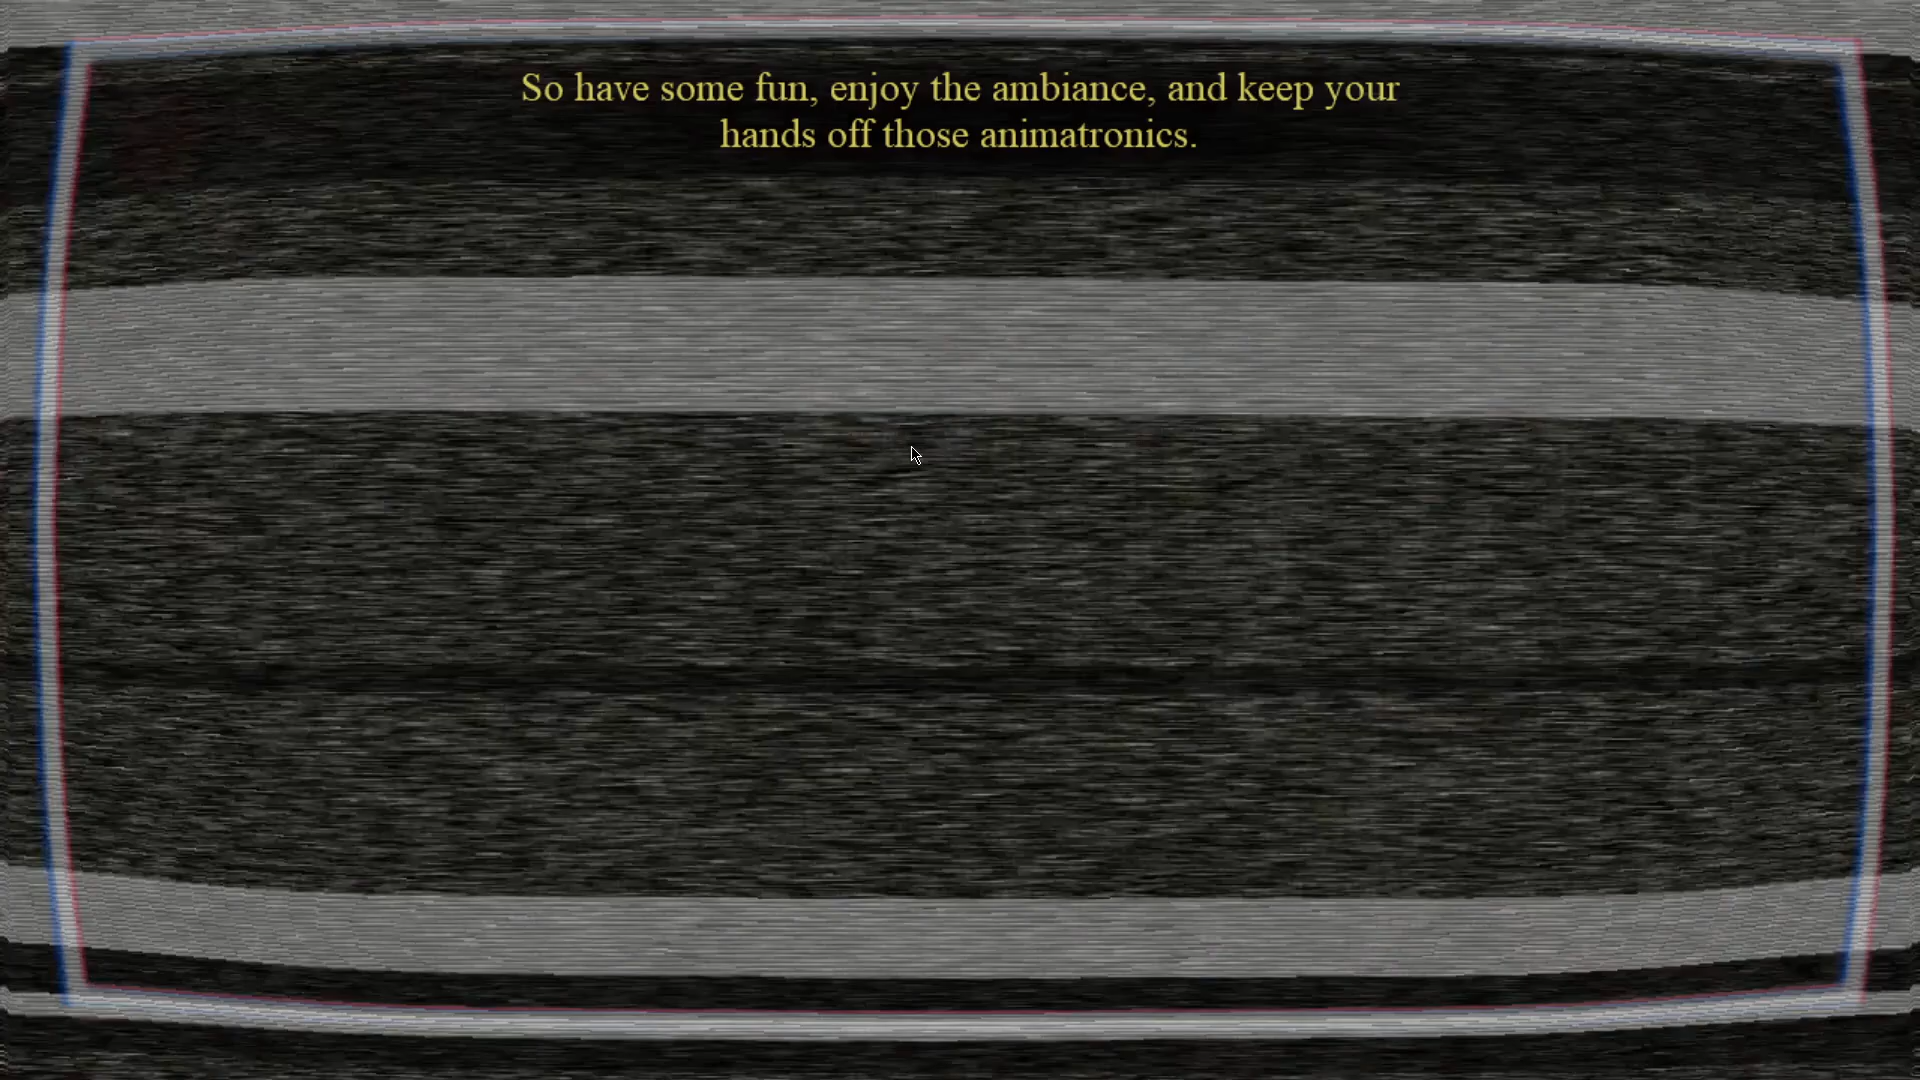 So have some fun, enjoy the ambiance, and keep your
hands off those animatronics.